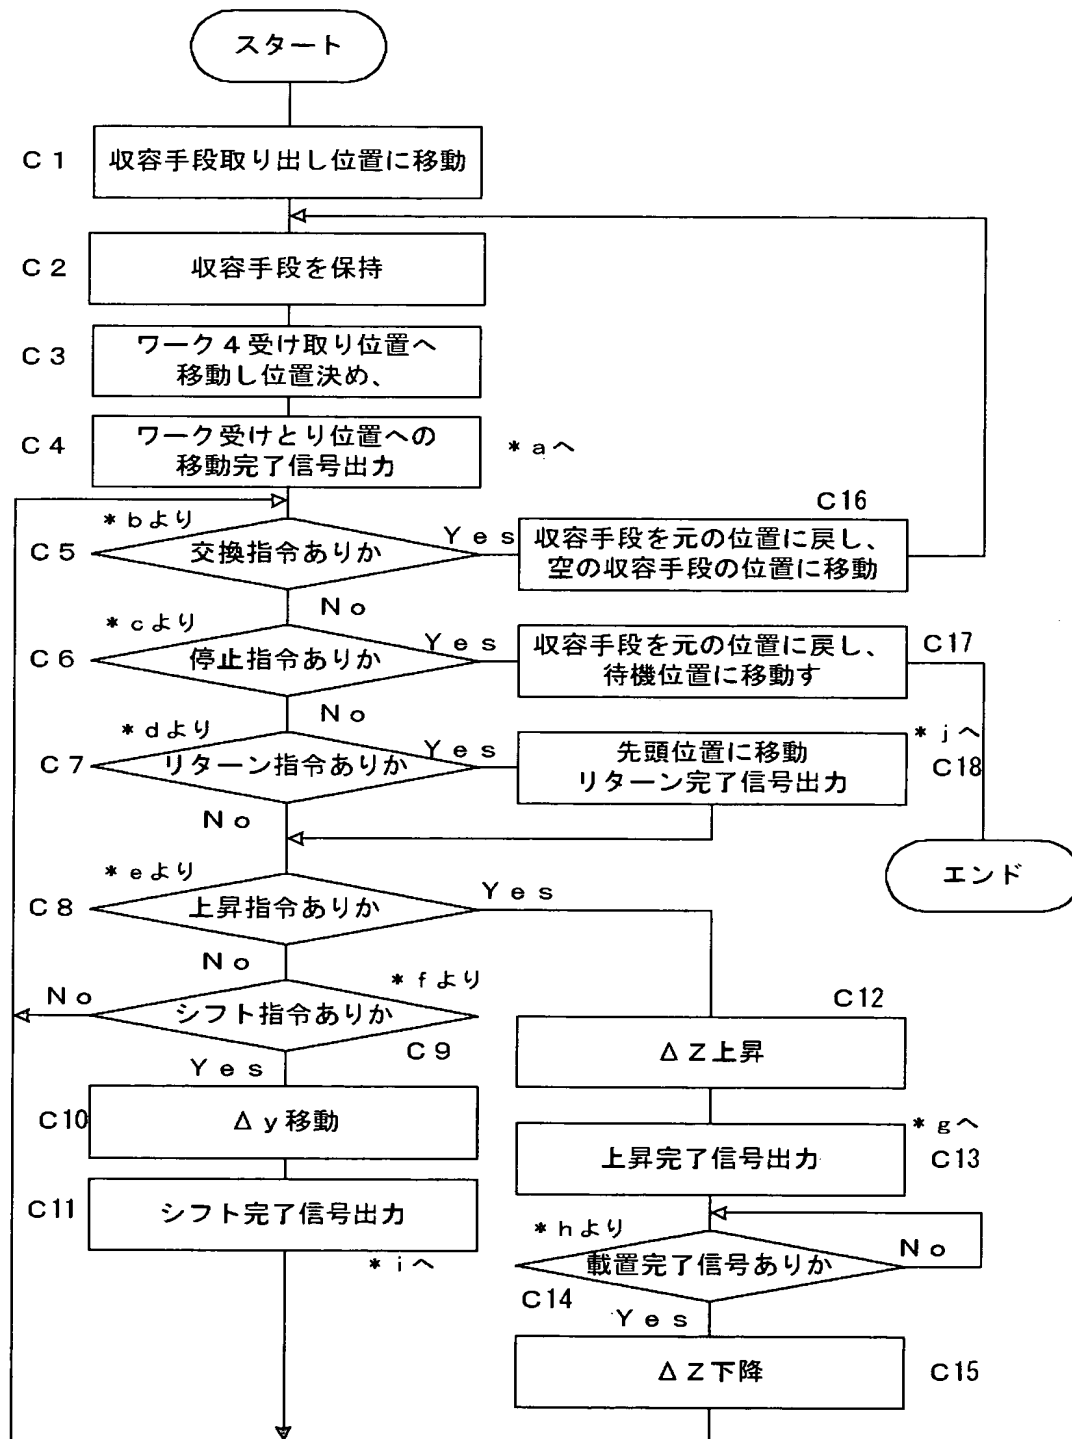 スタート
C1
収容手段取り出し位置に移動
C2
収容手段を保持
C3
ワーク4受け取り位置へ
移動し位置決め、
C4
ワーク受けとり位置への
移動完了信号出力
*aへ
*bより
C5
交換指令ありか
Yes
No
C16
収容手段を元の位置に戻し、
空の収容手段の位置に移動
*cより
C6
停止指令ありか
Yes
No
収容手段を元の位置に戻し、
待機位置に移動す
C17
*dより
C7
リターン指令ありか
Yes
No
先頭位置に移動
リターン完了信号出力
*jへ
C18
エンド
*eより
C8
上昇指令ありか
Yes
No
*fより
No
シフト指令ありか
C9
Yes
C10
Δy移動
C11
シフト完了信号出力
*iへ
C12
ΔZ上昇
*gへ
上昇完了信号出力
C13
*hより
載置完了信号ありか
No
C14
Yes
ΔZ下降
C15